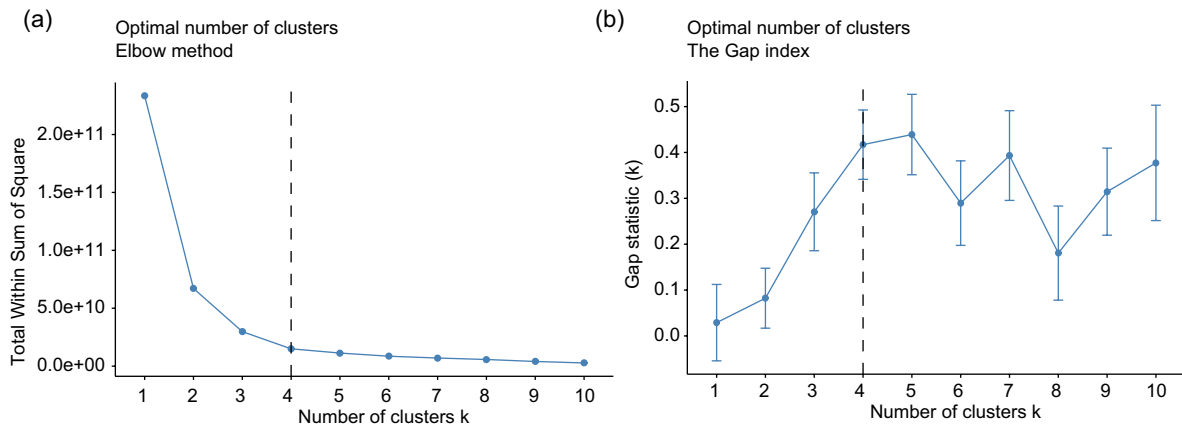 (a)
Optimal number of clusters
Elbow method
Total Within Sum of Square
2.0e+11
1.5e+11
1.0e+11
5.0e+10
0.0e+00
1 2 3 4 5 6 7 8 9 10
Number of clusters k
(b)
Optimal number of clusters
The Gap index
Gap statistic (k)
0.5
0.4
0.3
0.2
0.1
0.0
1 2 3 4 5 6 7 8 9 10
Number of clusters k